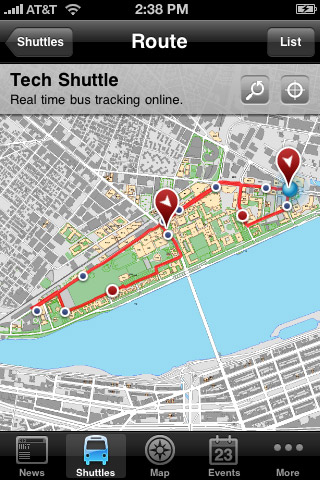 AT&T 2:38 PM
Shuttles Route List
Tech Shuttle
Real time bus tracking online.
23
News Shuttles Map Events More